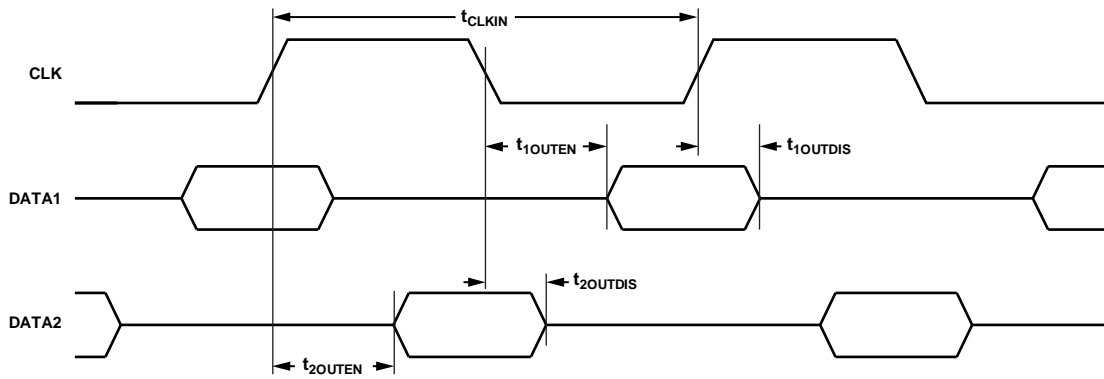 tCLKIN
CLK
t1OUTEN
t1OUTDIS
DATA1
t2OUTDIS
DATA2
t2OUTEN